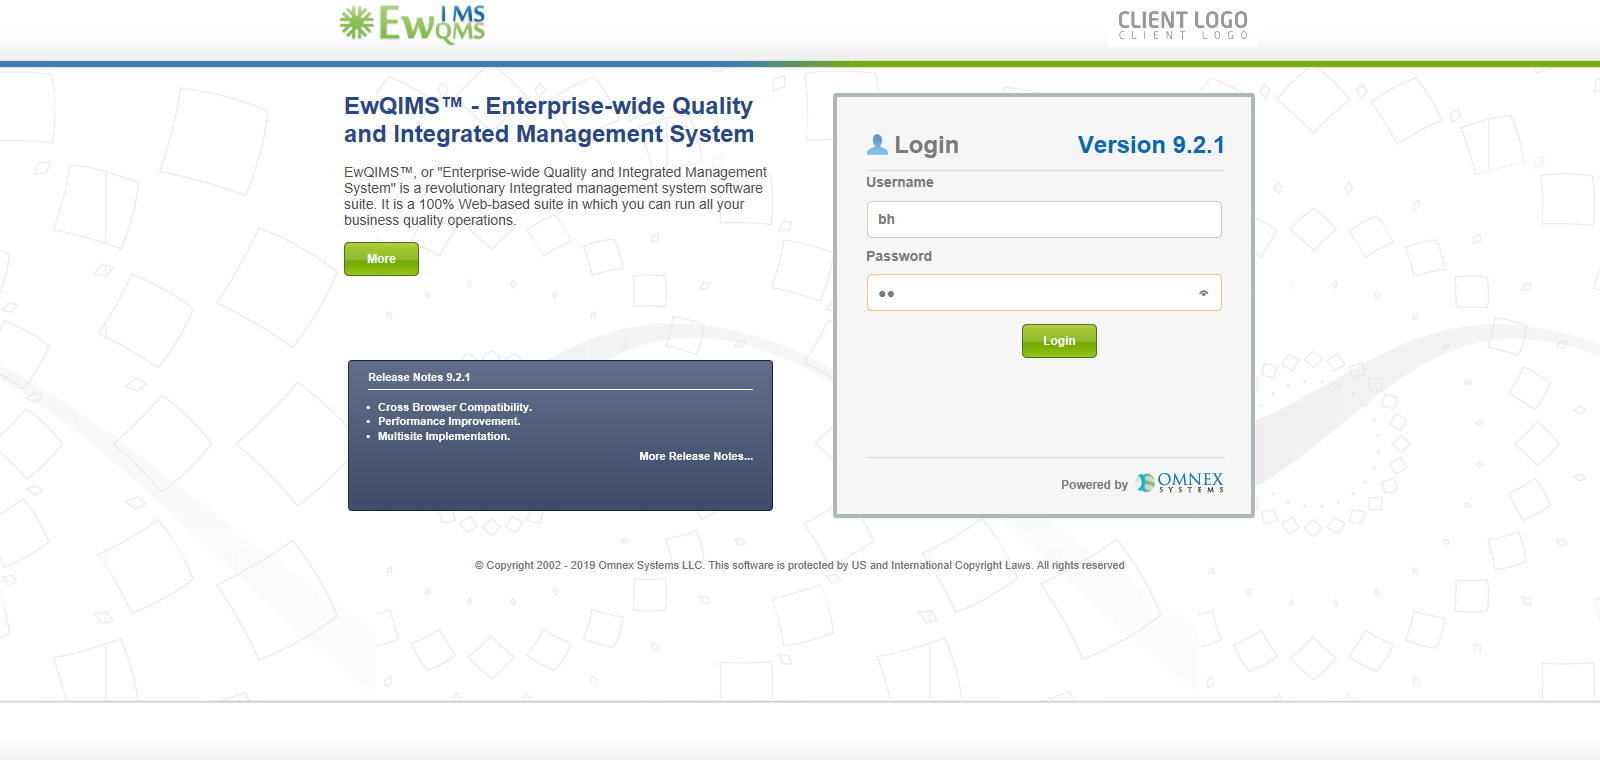 EwIMS
QMS
CLIENT LOGO
CLIENT LOGO
EwQIMS™ - Enterprise-wide Quality
and Integrated Management System
EwQIMS™, or "Enterprise-wide Quality and Integrated Management
System" is a revolutionary Integrated management system software
suite. It is a 100% Web-based suite in which you can run all your
business quality operations.
More
Release Notes 9.2.1
• Cross Browser Compatibility.
• Performance Improvement.
• Multisite Implementation.
More Release Notes...
Login
Version 9.2.1
Username
bh
Password
●●
Login
Powered by OMNEX
SYSTEMS
© Copyright 2002 - 2019 Omnex Systems LLC. This software is protected by US and International Copyright Laws. All rights reserved